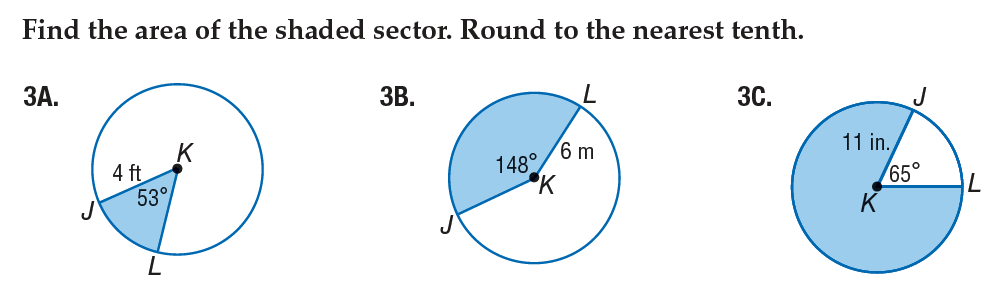 Find the area of the shaded sector. Round to the nearest tenth.
3A.
K
4 ft
53°
J
L
3B.
L
148°
6 m
K
J
3C.
J
11 in.
65°
K
L